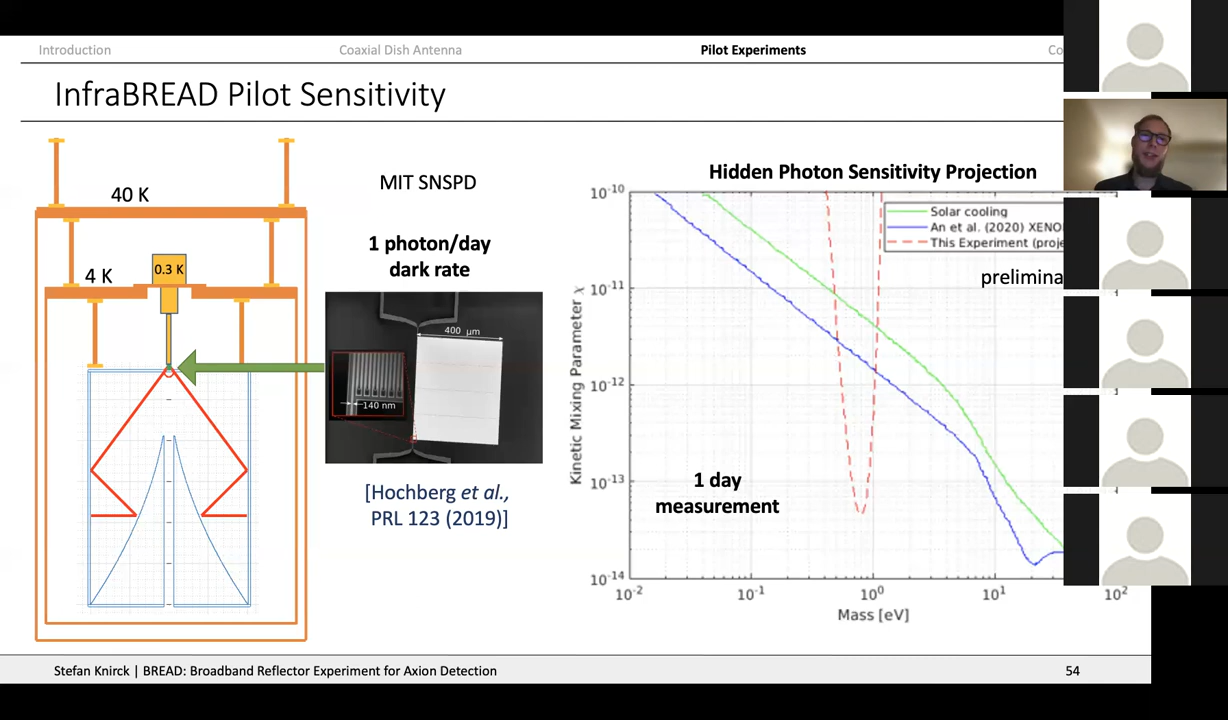 Introduction
Coaxial Dish Antenna
Pilot Experiments
Co
InfraBREAD Pilot Sensitivity
40 K
4 K
0.3 K
MIT SNSPD
1 photon/day
dark rate
400 µm
140 nm
[Hochberg et al.,
PRL 123 (2019)]
Hidden Photon Sensitivity Projection
Solar cooling
An et al. (2020) XENO
This Experiment (proje
prelimina
Kinetic Mixing Parameter χ
10⁻¹⁰
10⁻¹¹
10⁻¹²
10⁻¹³
10⁻¹⁴
1 day
measurement
10⁻²
10⁻¹
10⁰
10¹
10²
Mass [eV]
Stefan Knirck | BREAD: Broadband Reflector Experiment for Axion Detection
54